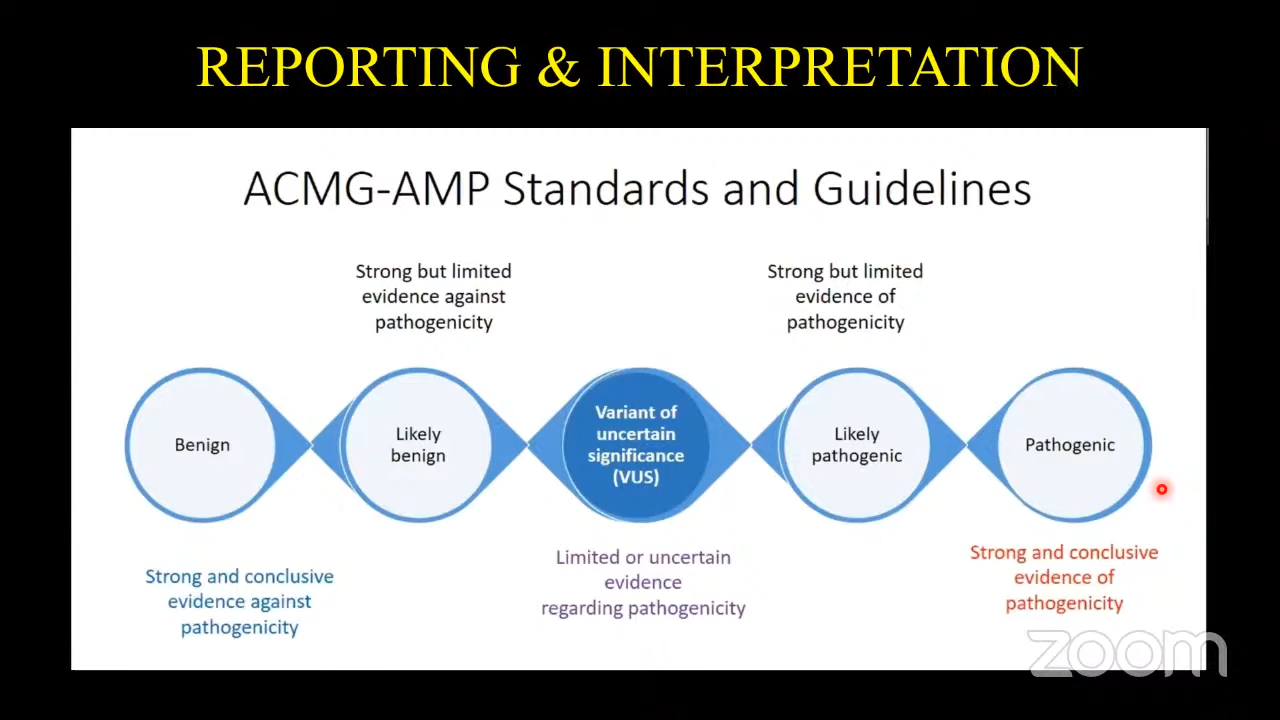 REPORTING & INTERPRETATION
ACMG-AMP Standards and Guidelines
Strong but limited
evidence against
pathogenicity
Strong but limited
evidence of
pathogenicity
Benign
Likely
benign
Variant of
uncertain
significance
(VUS)
Likely
pathogenic
Pathogenic
Strong and conclusive
evidence against
pathogenicity
Limited or uncertain
evidence
regarding pathogenicity
Strong and conclusive
evidence of
pathogenicity
zoom